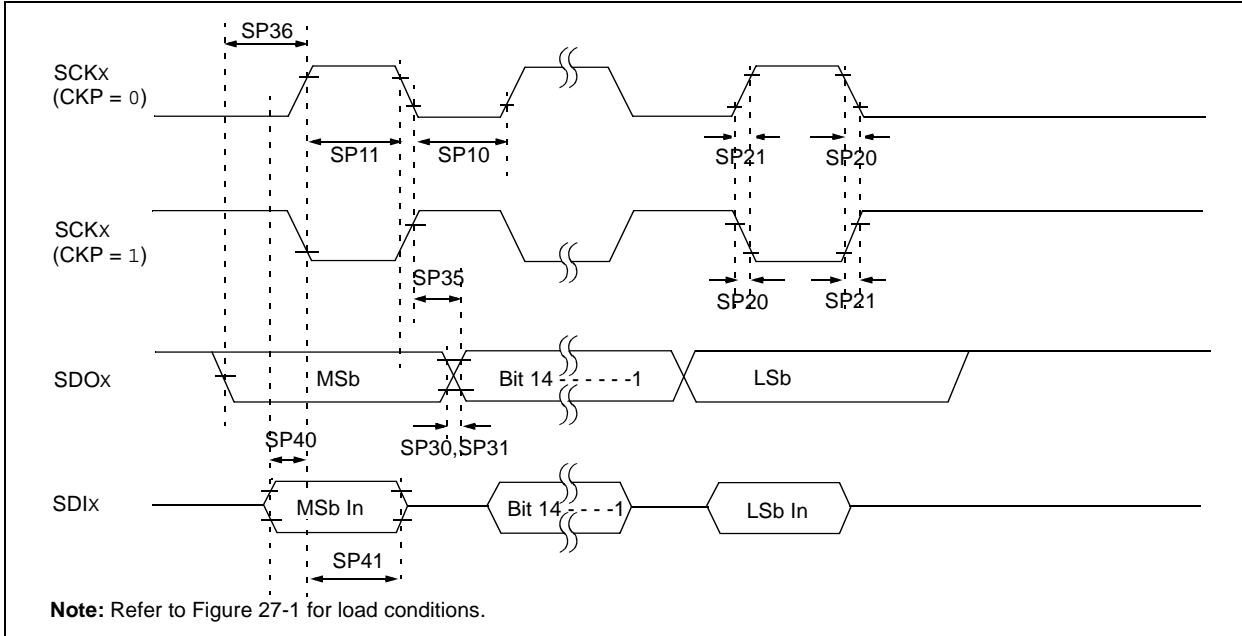 SP36
SCKX
(CKP = 0)
SP11
SP10
SP21
SP20
SCKX
(CKP = 1)
SP35
SP20
SP21
SDOX
MSb
Bit 14 - - - - - -1
LSb
SP40
SP30,SP31
SDIX
MSb In
Bit 14 - - - -1
LSb In
SP41
Note: Refer to Figure 27-1 for load conditions.